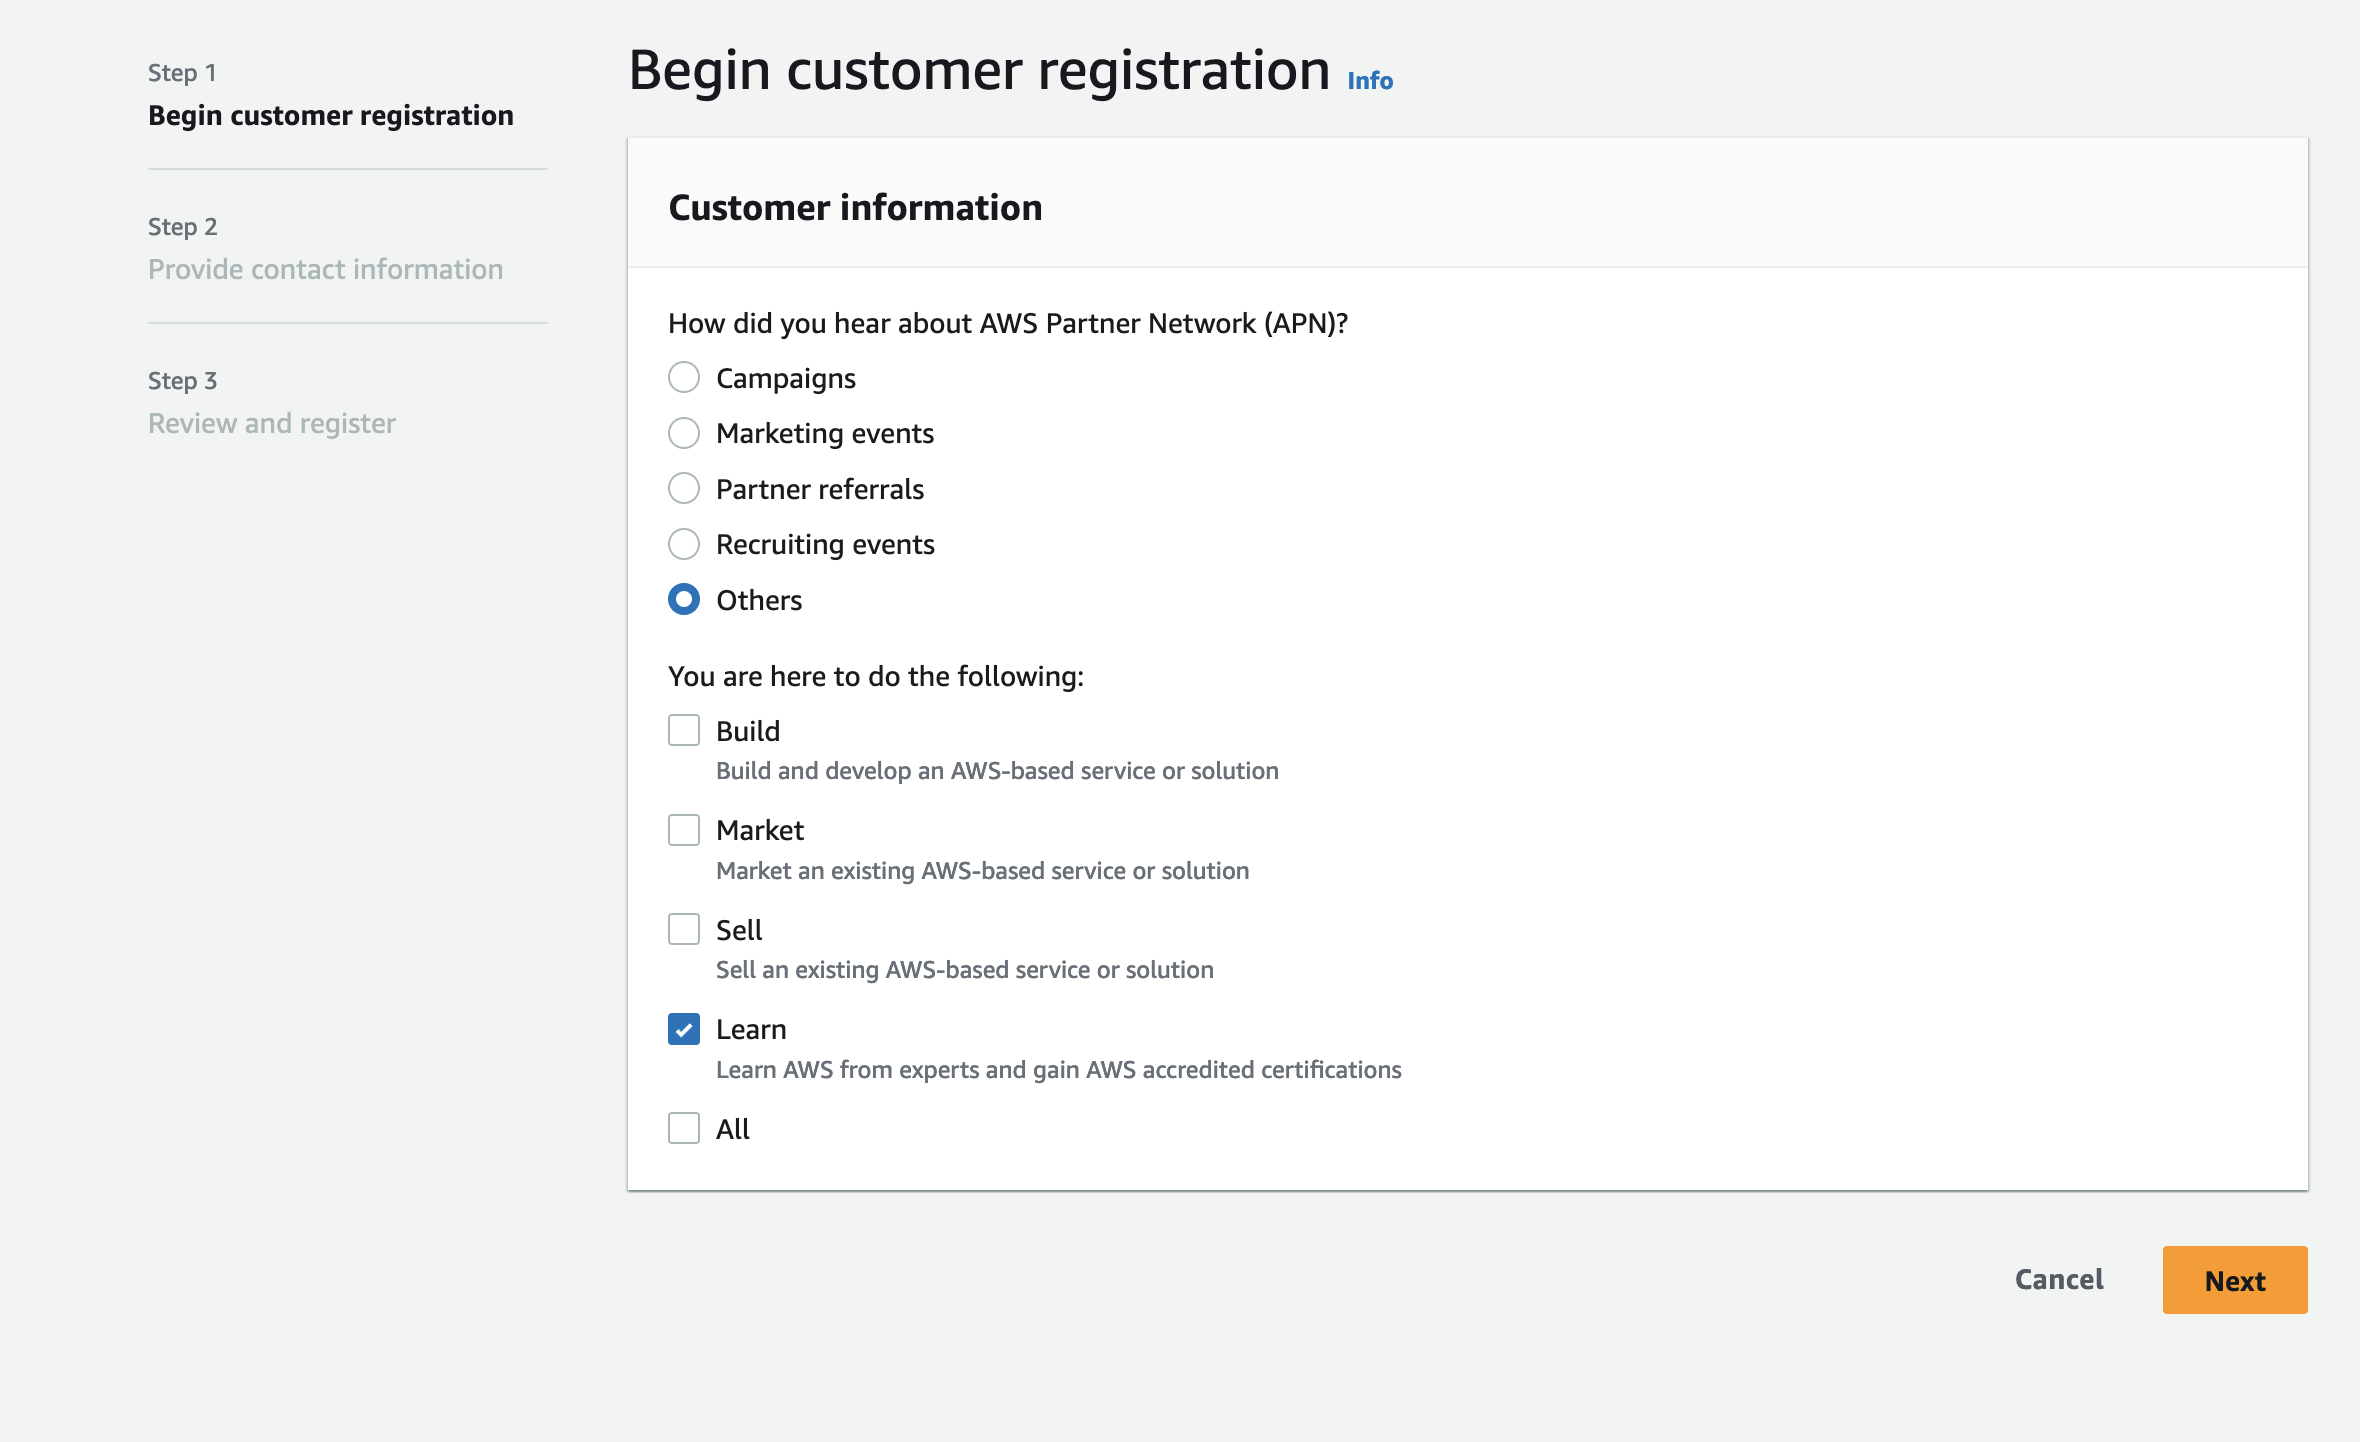 Step 1
Begin customer registration
Step 2
Provide contact information
Step 3
Review and register
Begin customer registration Info
Customer information
How did you hear about AWS Partner Network (APN)?
Campaigns
Marketing events
Partner referrals
Recruiting events
Others
You are here to do the following:
Build
Build and develop an AWS-based service or solution
Market
Market an existing AWS-based service or solution
Sell
Sell an existing AWS-based service or solution
Learn
Learn AWS from experts and gain AWS accredited certifications
All
Cancel Next